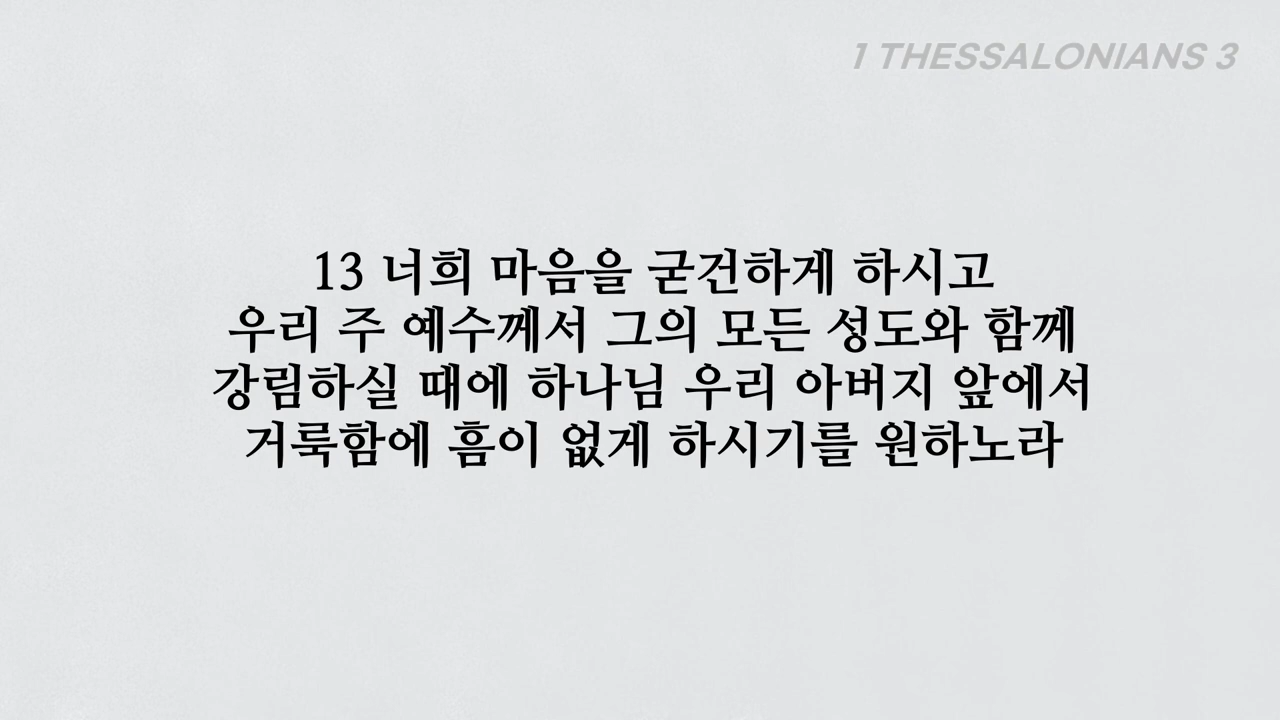 1 THESSALONIANS 3
13 너희 마음을 굳건하게 하시고
우리 주 예수께서 그의 모든 성도와 함께
강림하실 때에 하나님 우리 아버지 앞에서
거룩함에 흠이 없게 하시기를 원하노라